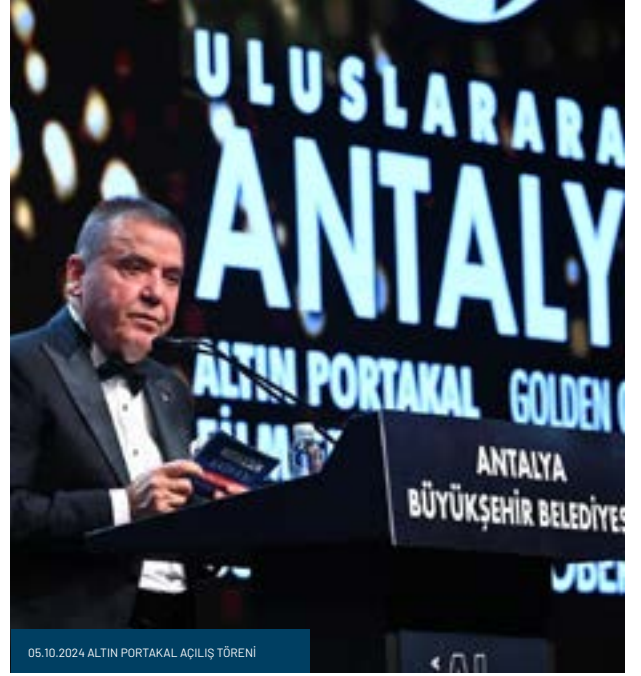 ULUSLARARA
ANTALY
ALTIN PORTAKAL GOLDEN
ANTALYA
BÜYÜKŞEHİR BELEDİYES
05.10.2024 ALTIN PORTAKAL AÇILIŞ TÖRENİ